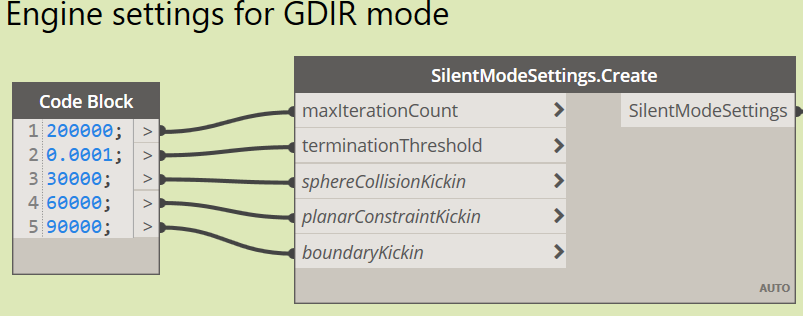 Engine settings for GDIR mode
Code Block
1 200000; >
2 0.0001; >
3 30000; >
4 60000; >
5 90000; >
SilentModeSettings.Create
maxIterationCount >
terminationThreshold >
sphereCollisionKickin >
planarConstraintKickin >
boundaryKickin >
SilentModeSettings
AUTO